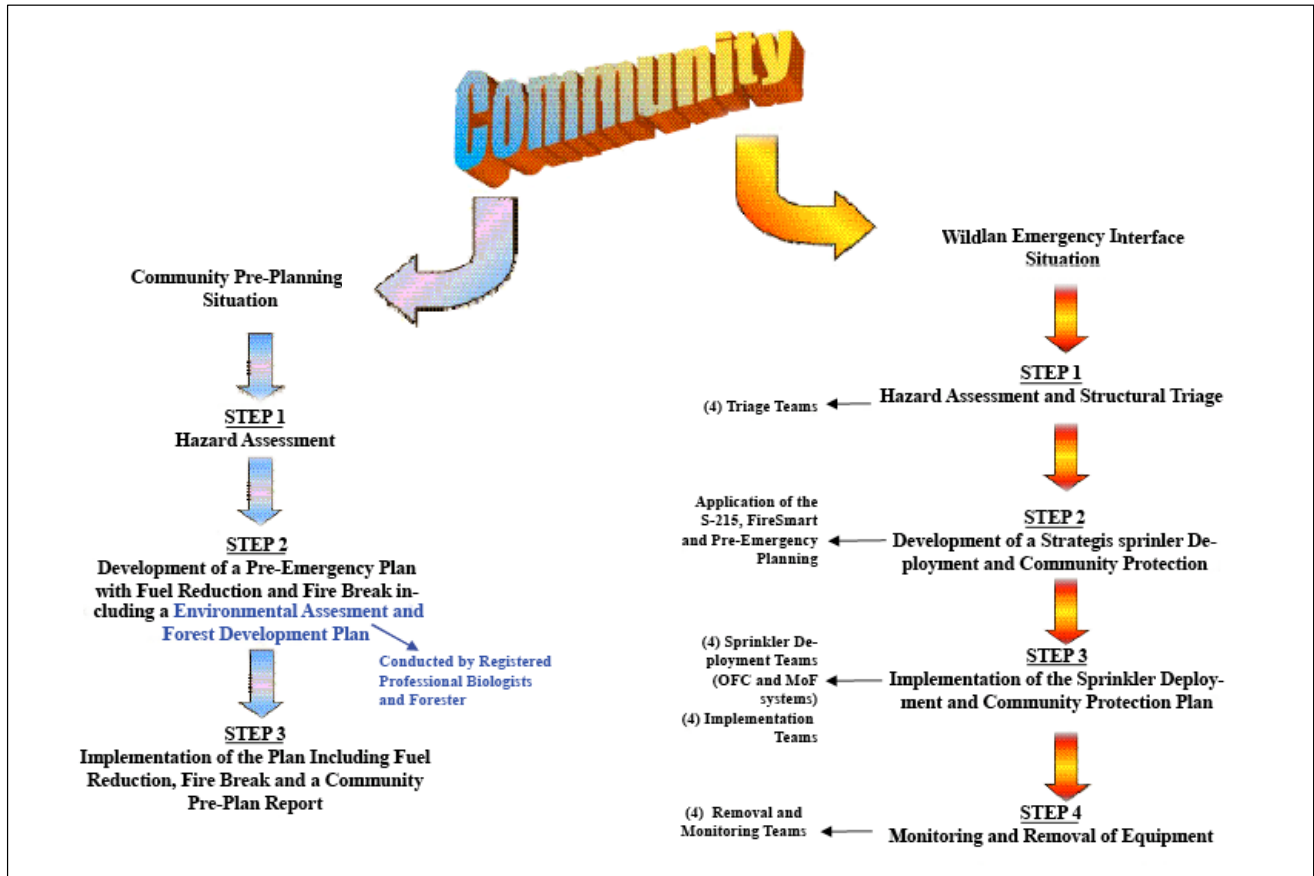 Community
Community Pre-Planning
Situation
STEP 1
Hazard Assessment
STEP 2
Development of a Pre-Emergency Plan
with Fuel Reduction and Fire Break in-
cluding a Environmental Assesment and
Forest Development Plan
Conducted by Registered
Professional Biologists
and Forester
STEP 3
Implementation of the Plan Including Fuel
Reduction, Fire Break and a Community
Pre-Plan Report
Wildlan Emergency Interface
Situation
STEP 1
Hazard Assessment and Structural Triage
(4) Triage Teams
STEP 2
Development of a Strategis sprinler De-
ployment and Community Protection
Application of the
S-215, FireSmart
and Pre-Emergency
Planning
STEP 3
Implementation of the Sprinkler Deploy-
ment and Community Protection Plan
(4) Sprinkler De-
ployment Teams
(OFC and MoF
systems)
(4) Implementation
Teams
STEP 4
Monitoring and Removal of Equipment
(4) Removal and
Monitoring Teams